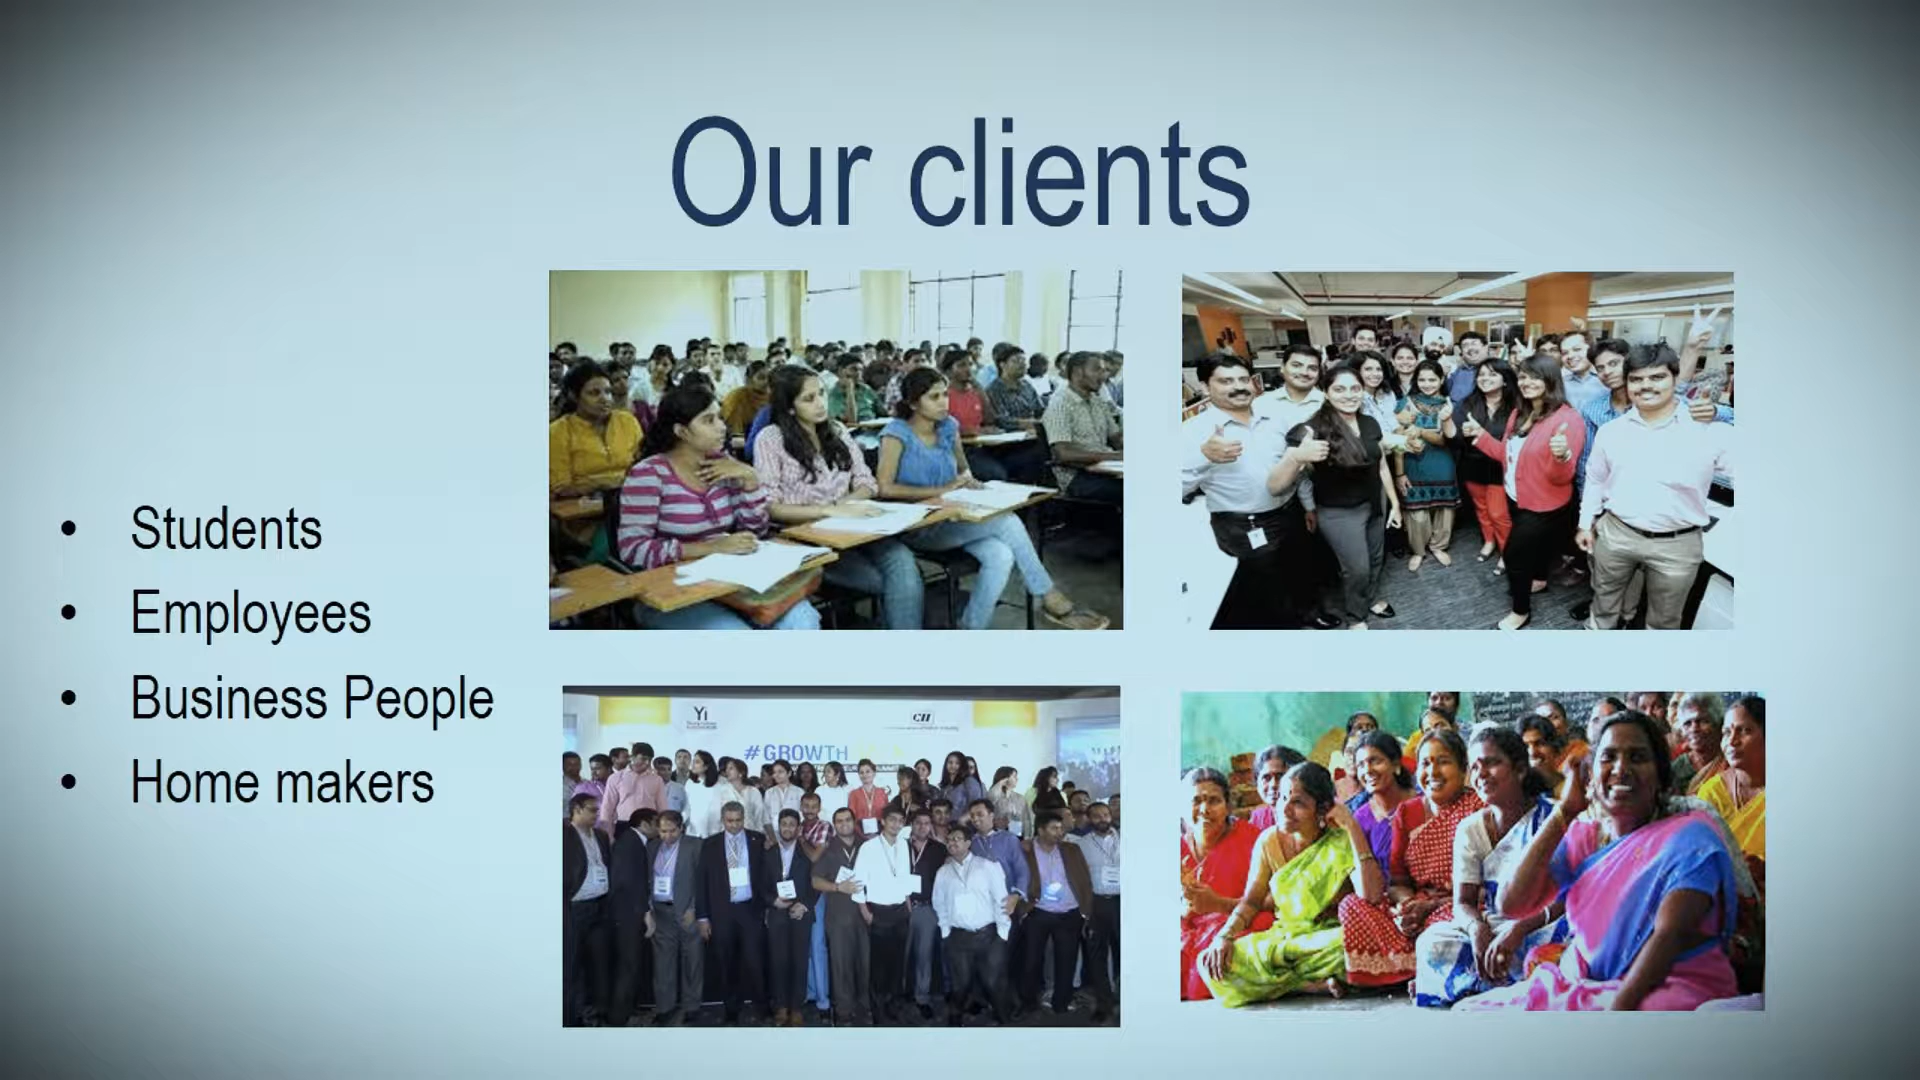 Our clients
• Students
• Employees
• Business People
• Home makers
Yi
CII
#GROWTH